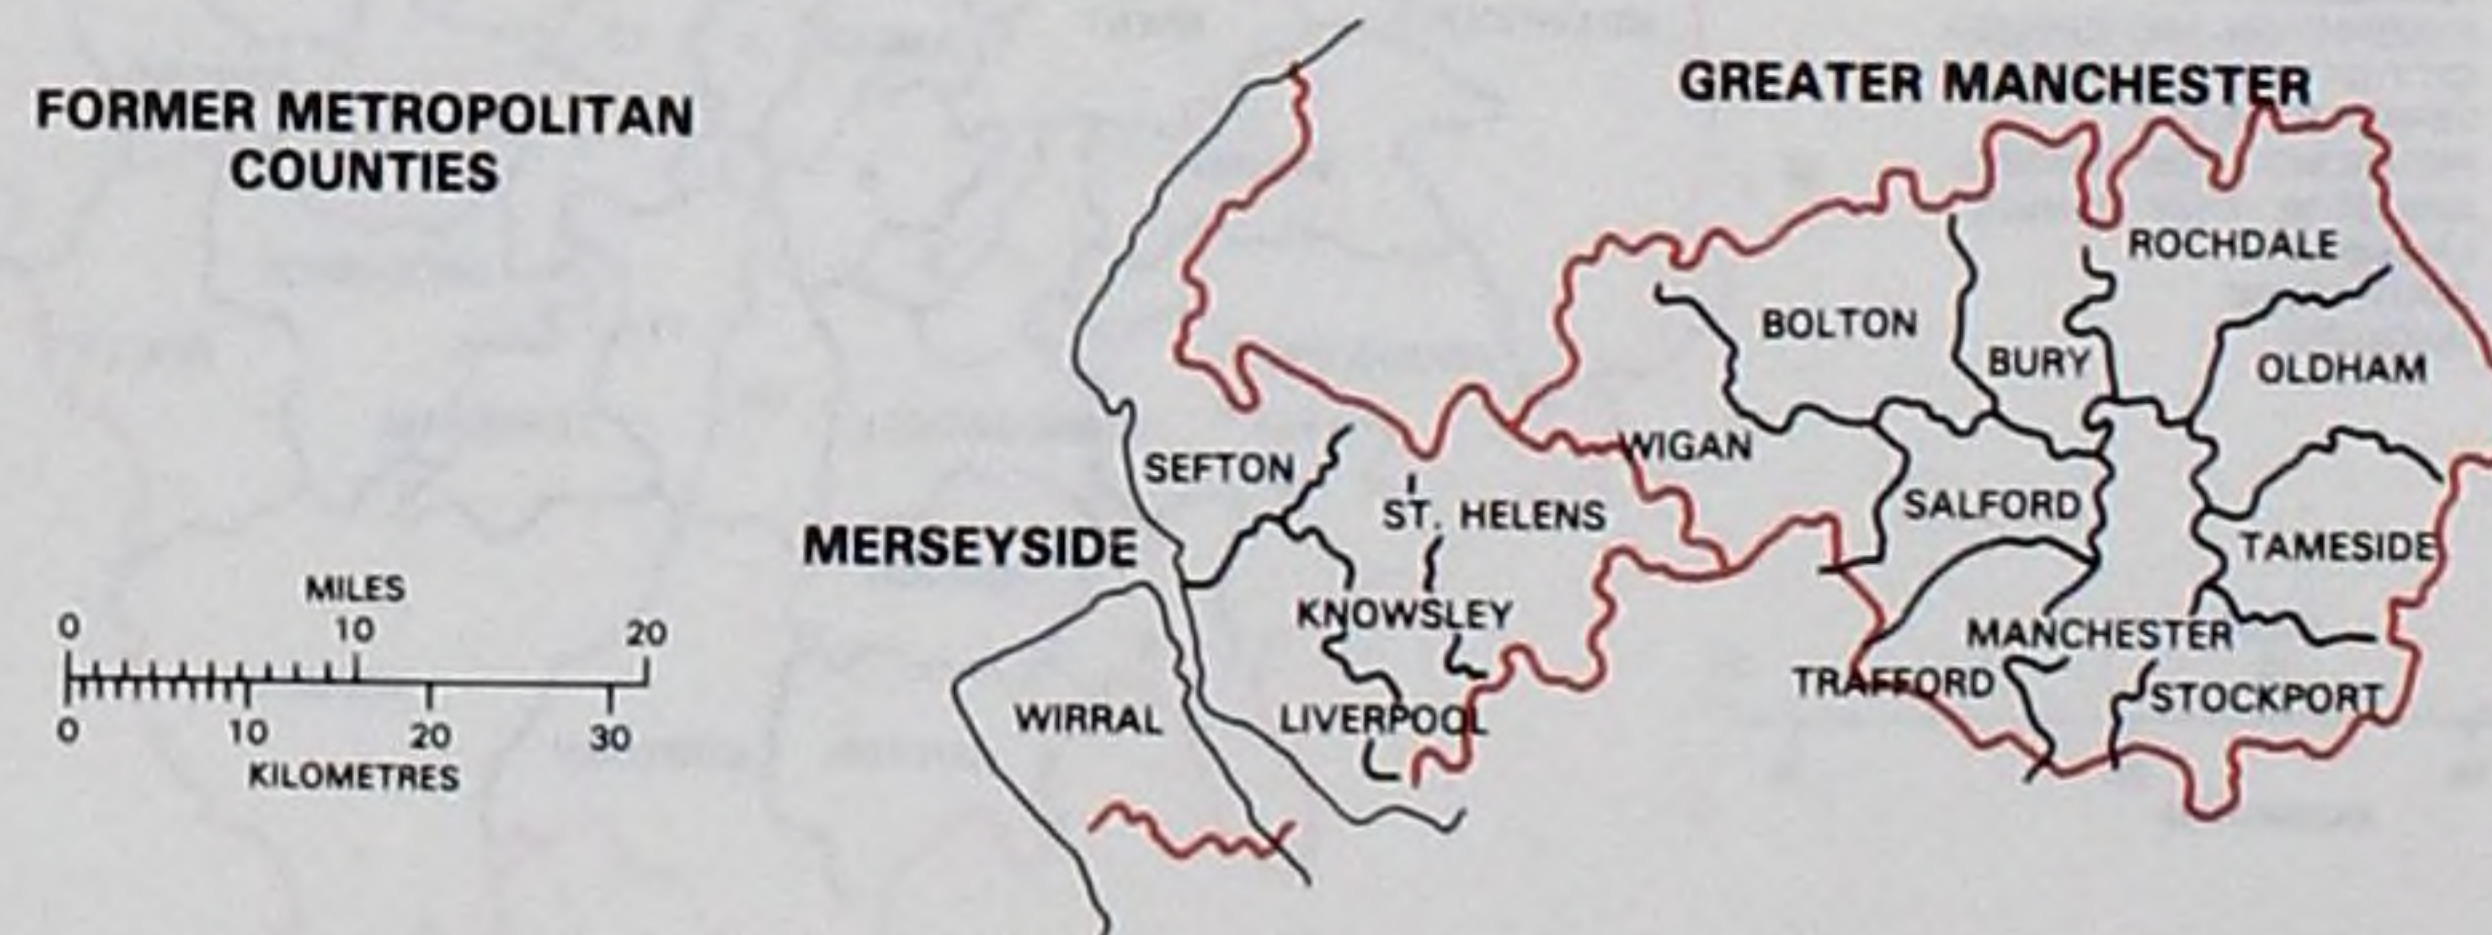 FORMER METROPOLITAN
COUNTIES
MILES
0 10 20
0 10 20 30
KILOMETRES
MERSEYSIDE
SEFTON
ST. HELENS
KNOWSLEY
WIRRAL
LIVERPOOL
GREATER MANCHESTER
ROCHDALE
BOLTON
BURY
OLDHAM
WIGAN
SALFORD
TAMESIDE
MANCHESTER
TRAFFORD
STOCKPORT